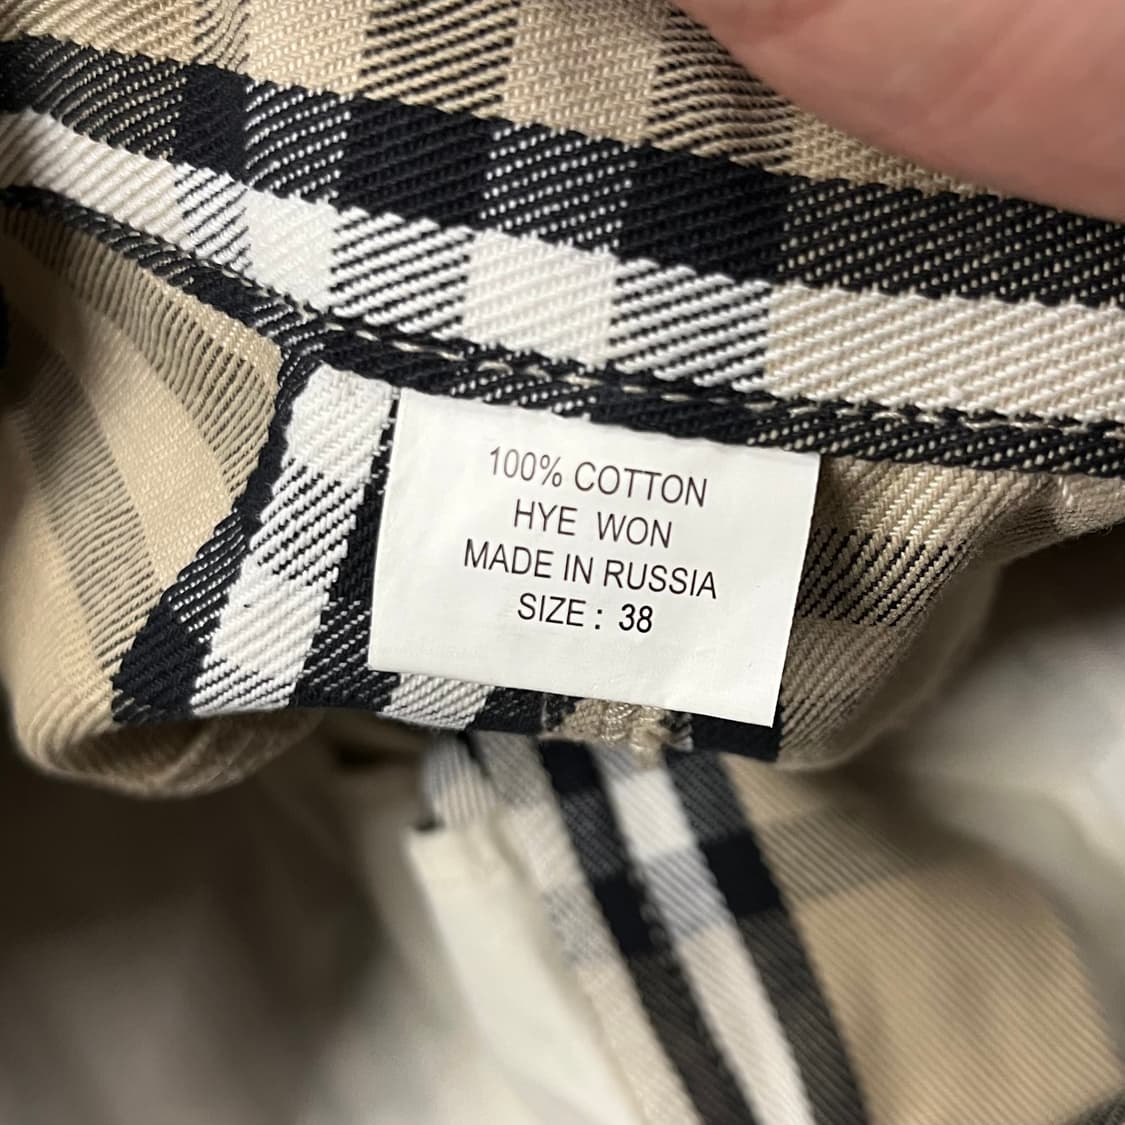 100% COTTON
HYE WON
MADE IN RUSSIA
SIZE : 38